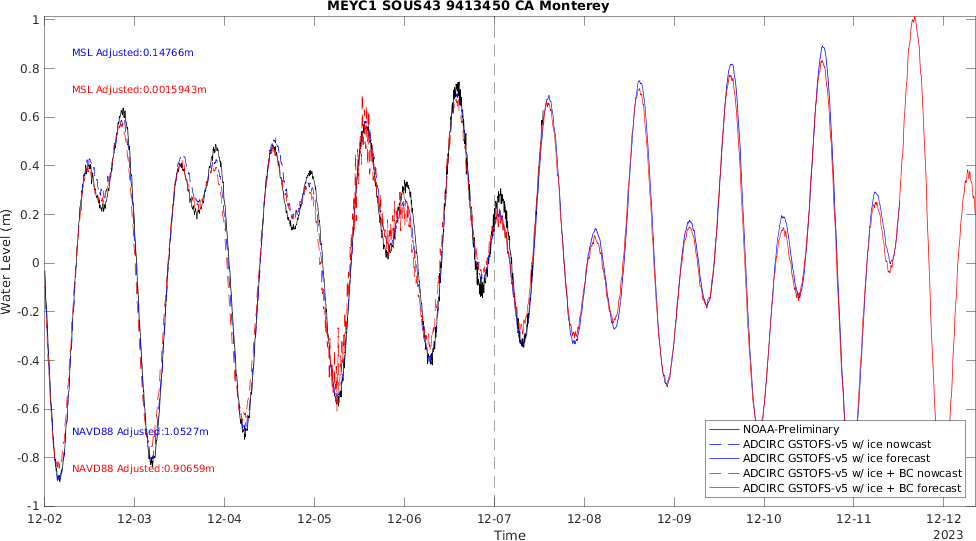 MEYC1 SOUS43 9413450 CA Monterey
1
0.8
0.6
0.4
0.2
0
-0.2
-0.4
-0.6
-0.8
-1
Water Level (m)
MSL Adjusted:0.14766m
MSL Adjusted:0.0015943m
NAVD88 Adjusted:1.0527m
NAVD88 Adjusted:0.90659m
NOAA-Preliminary
ADCIRC GSTOFS-v5 w/ ice nowcast
ADCIRC GSTOFS-v5 w/ ice forecast
ADCIRC GSTOFS-v5 w/ ice + BC nowcast
ADCIRC GSTOFS-v5 w/ ice + BC forecast
12-02 12-03 12-04 12-05 12-06 12-07 12-08 12-09 12-10 12-11 12-12
Time
2023